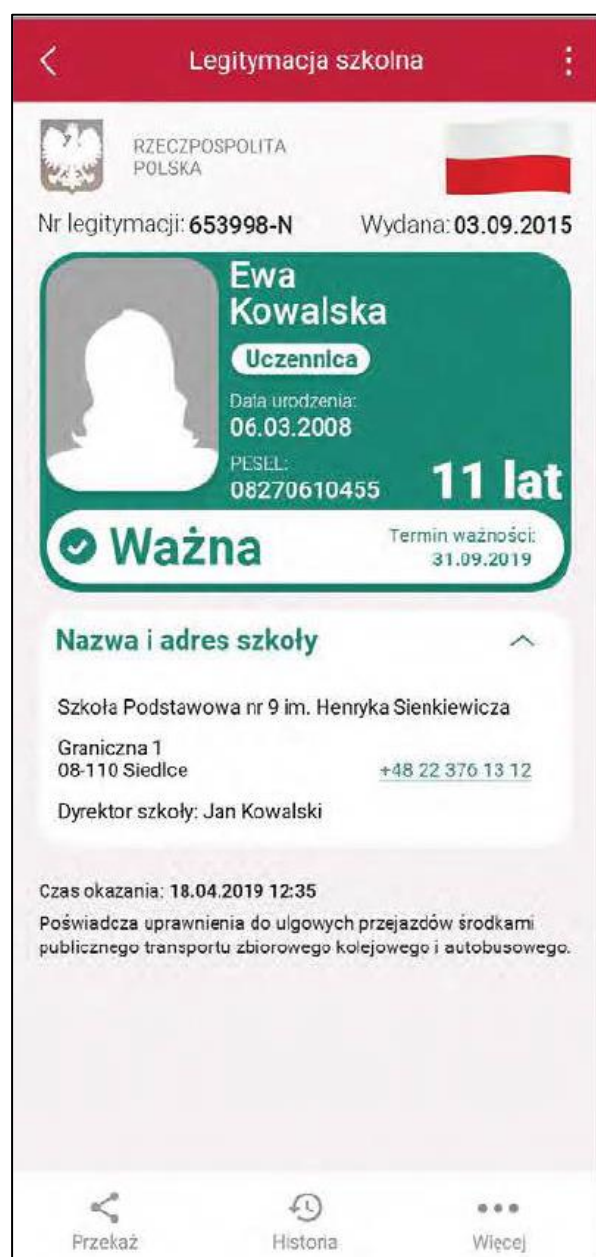 Legitymacja szkolna
RZECZPOSPOLITA
POLSKA
Nr legitymacji: 653998-N Wydana: 03.09.2015
Ewa
Kowalska
Uczennica
Data urodzenia:
06.03.2008
PESEL:
08270610455
11 lat
Ważna
Termin ważności:
31.09.2019
Nazwa i adres szkoły
Szkoła Podstawowa nr 9 im. Henryka Sienkiewicza
Graniczna 1
08-110 Siedlce +48 22 376 13 12
Dyrektor szkoły: Jan Kowalski
Czas okazania: 18.04.2019 12:35
Poświadcza uprawnienia do ulgowych przejazdów środkami
publicznego transportu zbiorowego kolejowego i autobusowego.
Przekaż Historia Więcej